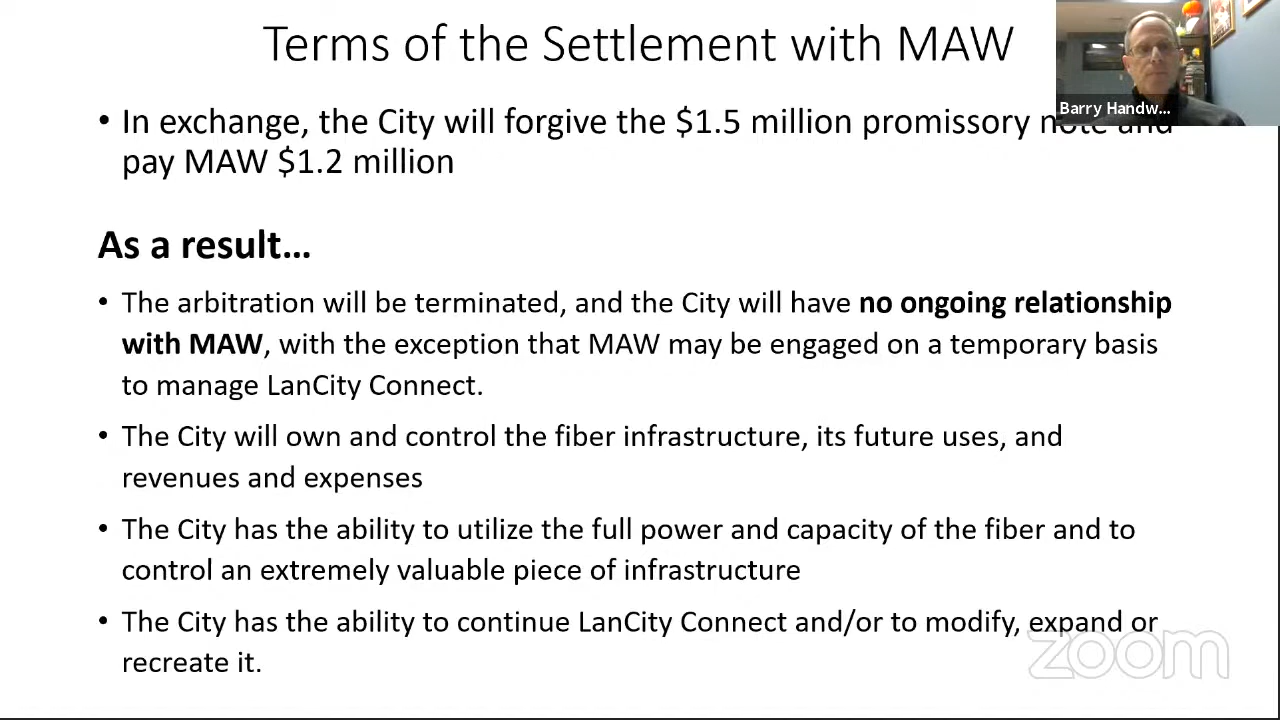 Terms of the Settlement with MAW
Barry Handw...
• In exchange, the City will forgive the $1.5 million promissory note and
pay MAW $1.2 million
As a result...
• The arbitration will be terminated, and the City will have no ongoing relationship
with MAW, with the exception that MAW may be engaged on a temporary basis
to manage LanCity Connect.
• The City will own and control the fiber infrastructure, its future uses, and
revenues and expenses
• The City has the ability to utilize the full power and capacity of the fiber and to
control an extremely valuable piece of infrastructure
• The City has the ability to continue LanCity Connect and/or to modify, expand or
recreate it.
zoom